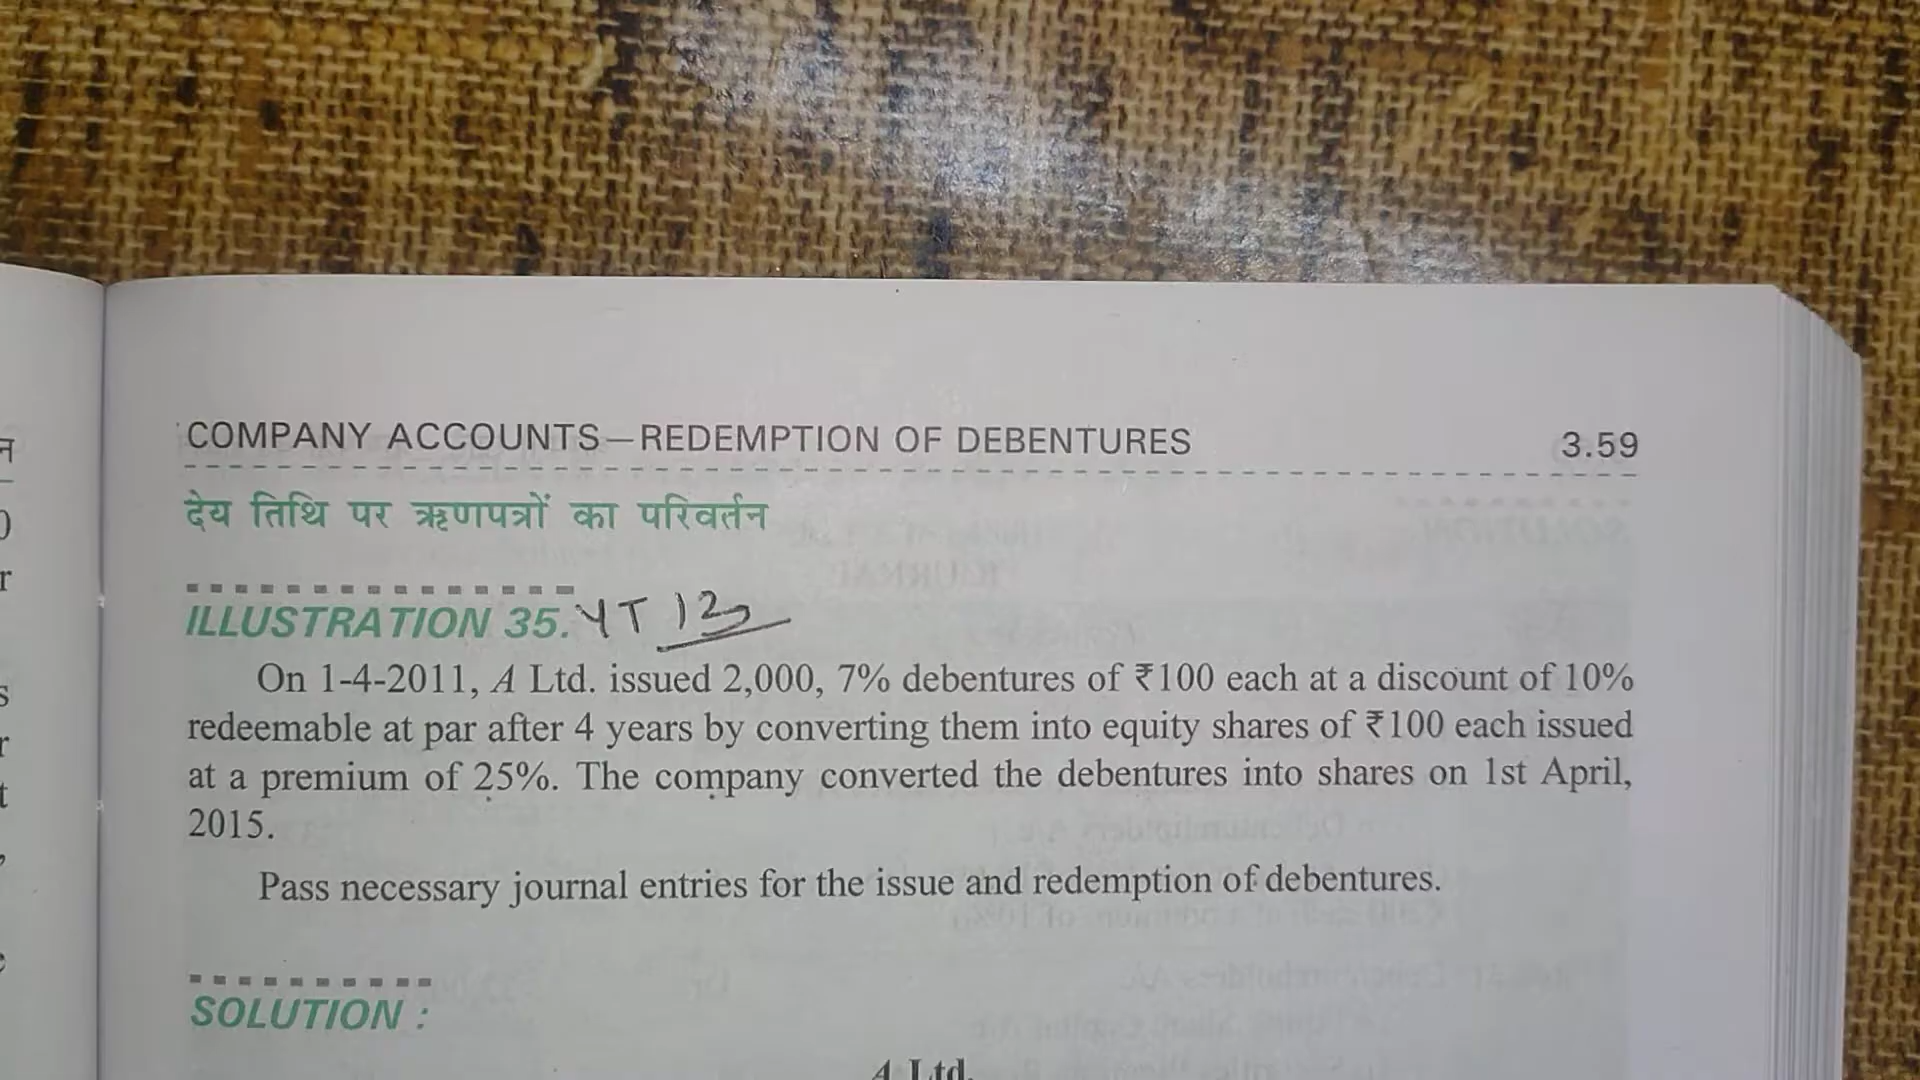 COMPANY ACCOUNTS—REDEMPTION OF DEBENTURES 3.59
देय तिथि पर ऋणपत्रों का परिवर्तन
ILLUSTRATION 35. YT 13
On 1-4-2011, A Ltd. issued 2,000, 7% debentures of ₹100 each at a discount of 10%
redeemable at par after 4 years by converting them into equity shares of ₹100 each issued
at a premium of 25%. The company converted the debentures into shares on 1st April,
2015.
Pass necessary journal entries for the issue and redemption of debentures.
SOLUTION :
A Ltd.